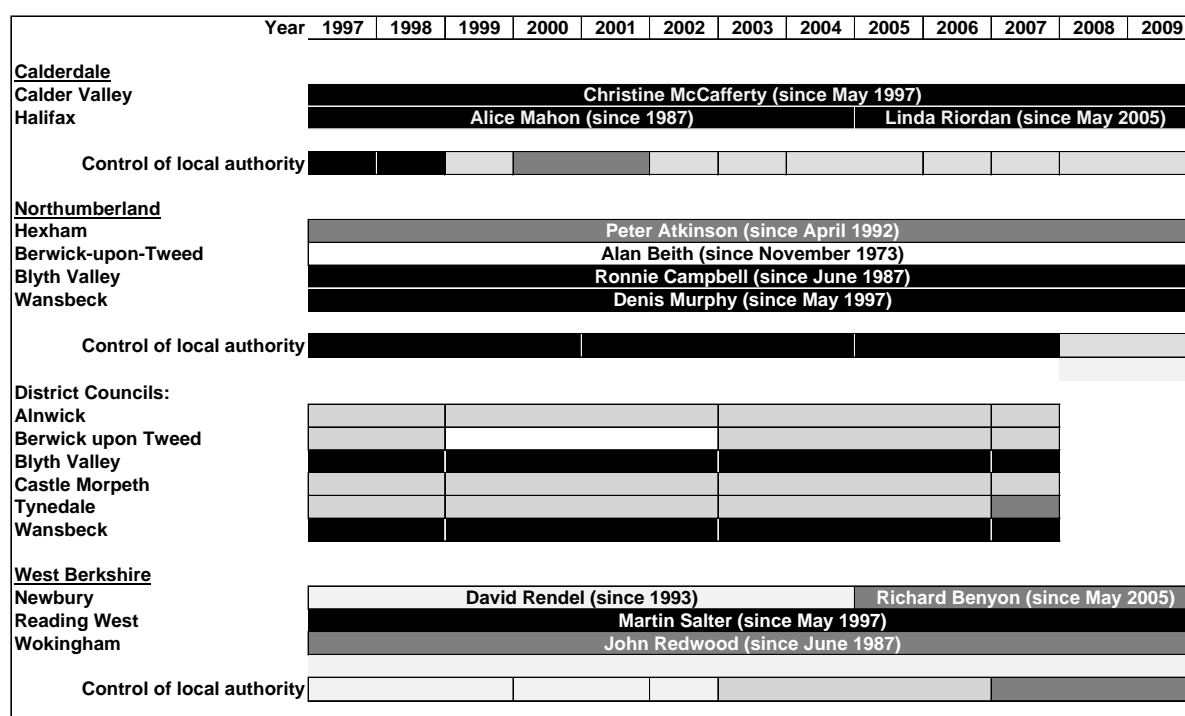 Year 1997 1998 1999 2000 2001 2002 2003 2004 2005 2006 2007 2008 2009
Calderdale
Calder Valley Christine McCafferty (since May 1997)
Halifax Alice Mahon (since 1987) Linda Riordan (since May 2005)
Control of local authority
Northumberland
Hexham Peter Atkinson (since April 1992)
Berwick-upon-Tweed Alan Beith (since November 1973)
Blyth Valley Ronnie Campbell (since June 1987)
Wansbeck Denis Murphy (since May 1997)
Control of local authority
District Councils:
Alnwick
Berwick upon Tweed
Blyth Valley
Castle Morpeth
Tynedale
Wansbeck
West Berkshire
Newbury David Rendel (since 1993) Richard Benyon (since May 2005)
Reading West Martin Salter (since May 1997)
Wokingham John Redwood (since June 1987)
Control of local authority